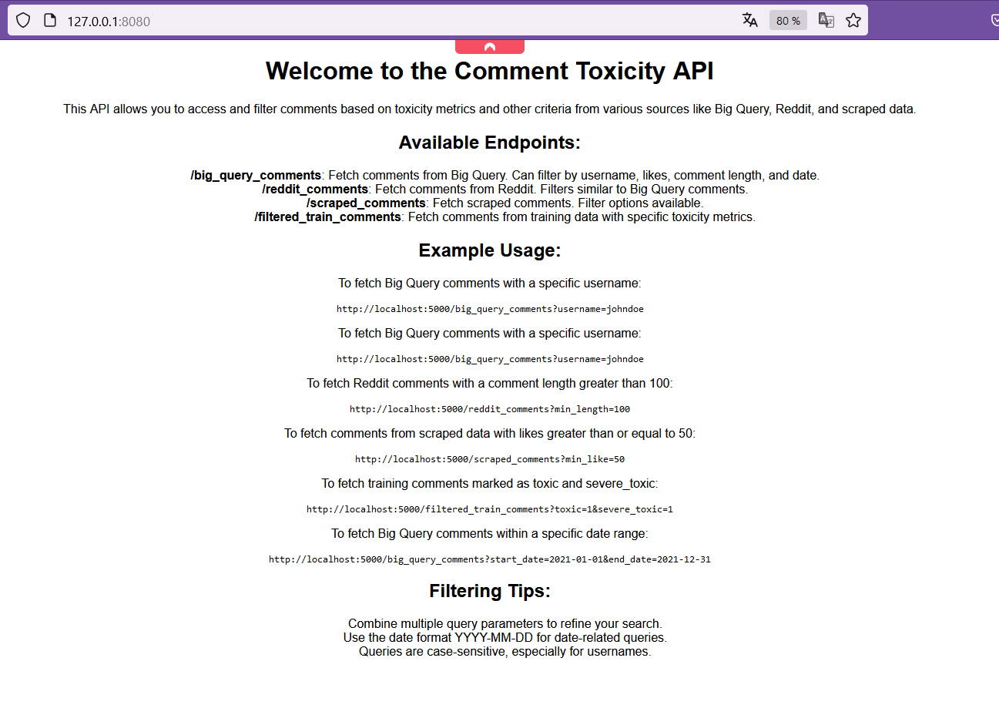 127.0.0.1:8080
80 %
Welcome to the Comment Toxicity API
This API allows you to access and filter comments based on toxicity metrics and other criteria from various sources like Big Query, Reddit, and scraped data.
Available Endpoints:
/big_query_comments: Fetch comments from Big Query. Can filter by username, likes, comment length, and date.
/reddit_comments: Fetch comments from Reddit. Filters similar to Big Query comments.
/scraped_comments: Fetch scraped comments. Filter options available.
/filtered_train_comments: Fetch comments from training data with specific toxicity metrics.
Example Usage:
To fetch Big Query comments with a specific username:
http://localhost:5000/big_query_comments?username=johndoe
To fetch Big Query comments with a specific username:
http://localhost:5000/big_query_comments?username=johndoe
To fetch Reddit comments with a comment length greater than 100:
http://localhost:5000/reddit_comments?min_length=100
To fetch comments from scraped data with likes greater than or equal to 50:
http://localhost:5000/scraped_comments?min_like=50
To fetch training comments marked as toxic and severe_toxic:
http://localhost:5000/filtered_train_comments?toxic=1&severe_toxic=1
To fetch Big Query comments within a specific date range:
http://localhost:5000/big_query_comments?start_date=2021-01-01&end_date=2021-12-31
Filtering Tips:
Combine multiple query parameters to refine your search.
Use the date format YYYY-MM-DD for date-related queries.
Queries are case-sensitive, especially for usernames.